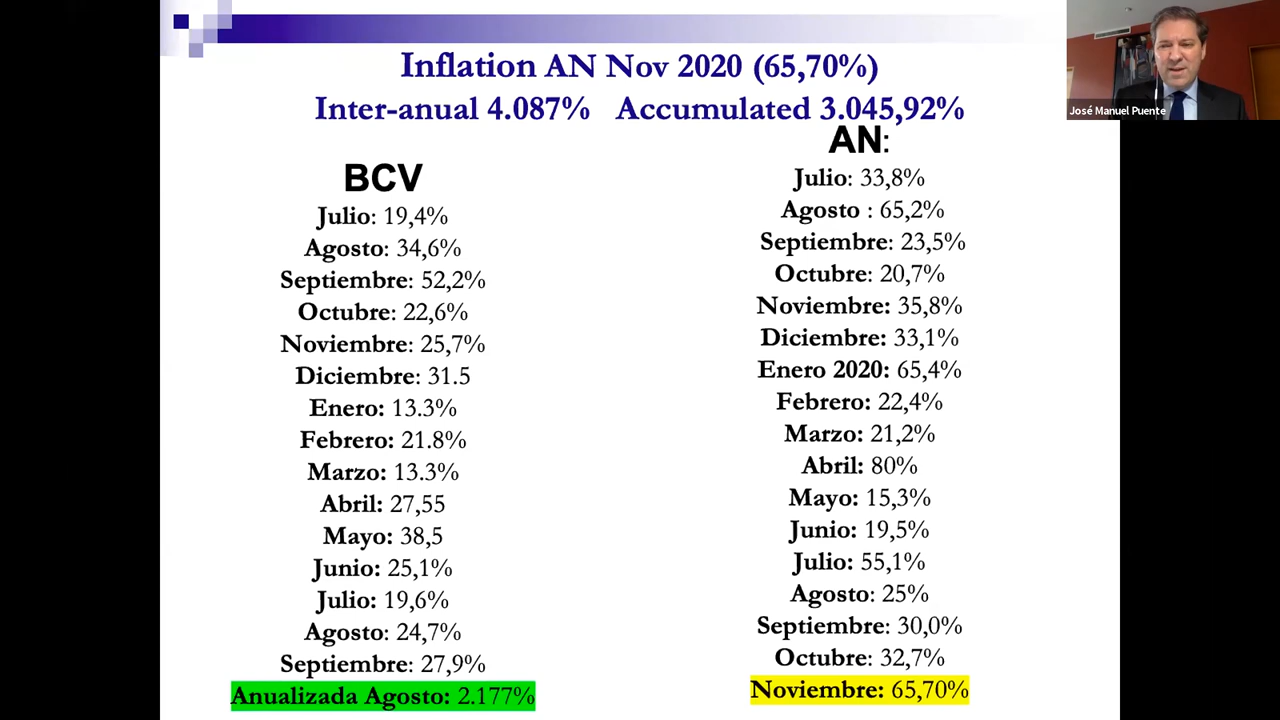 Inflation AN Nov 2020 (65,70%)
Inter-anual 4.087% Accumulated 3.045,92%
José Manuel Puente
BCV
Julio: 19,4%
Agosto: 34,6%
Septiembre: 52,2%
Octubre: 22,6%
Noviembre: 25,7%
Diciembre: 31.5
Enero: 13.3%
Febrero: 21.8%
Marzo: 13.3%
Abril: 27,55
Mayo: 38,5
Junio: 25,1%
Julio: 19,6%
Agosto: 24,7%
Septiembre: 27,9%
Anualizada Agosto: 2.177%
AN:
Julio: 33,8%
Agosto : 65,2%
Septiembre: 23,5%
Octubre: 20,7%
Noviembre: 35,8%
Diciembre: 33,1%
Enero 2020: 65,4%
Febrero: 22,4%
Marzo: 21,2%
Abril: 80%
Mayo: 15,3%
Junio: 19,5%
Julio: 55,1%
Agosto: 25%
Septiembre: 30,0%
Octubre: 32,7%
Noviembre: 65,70%